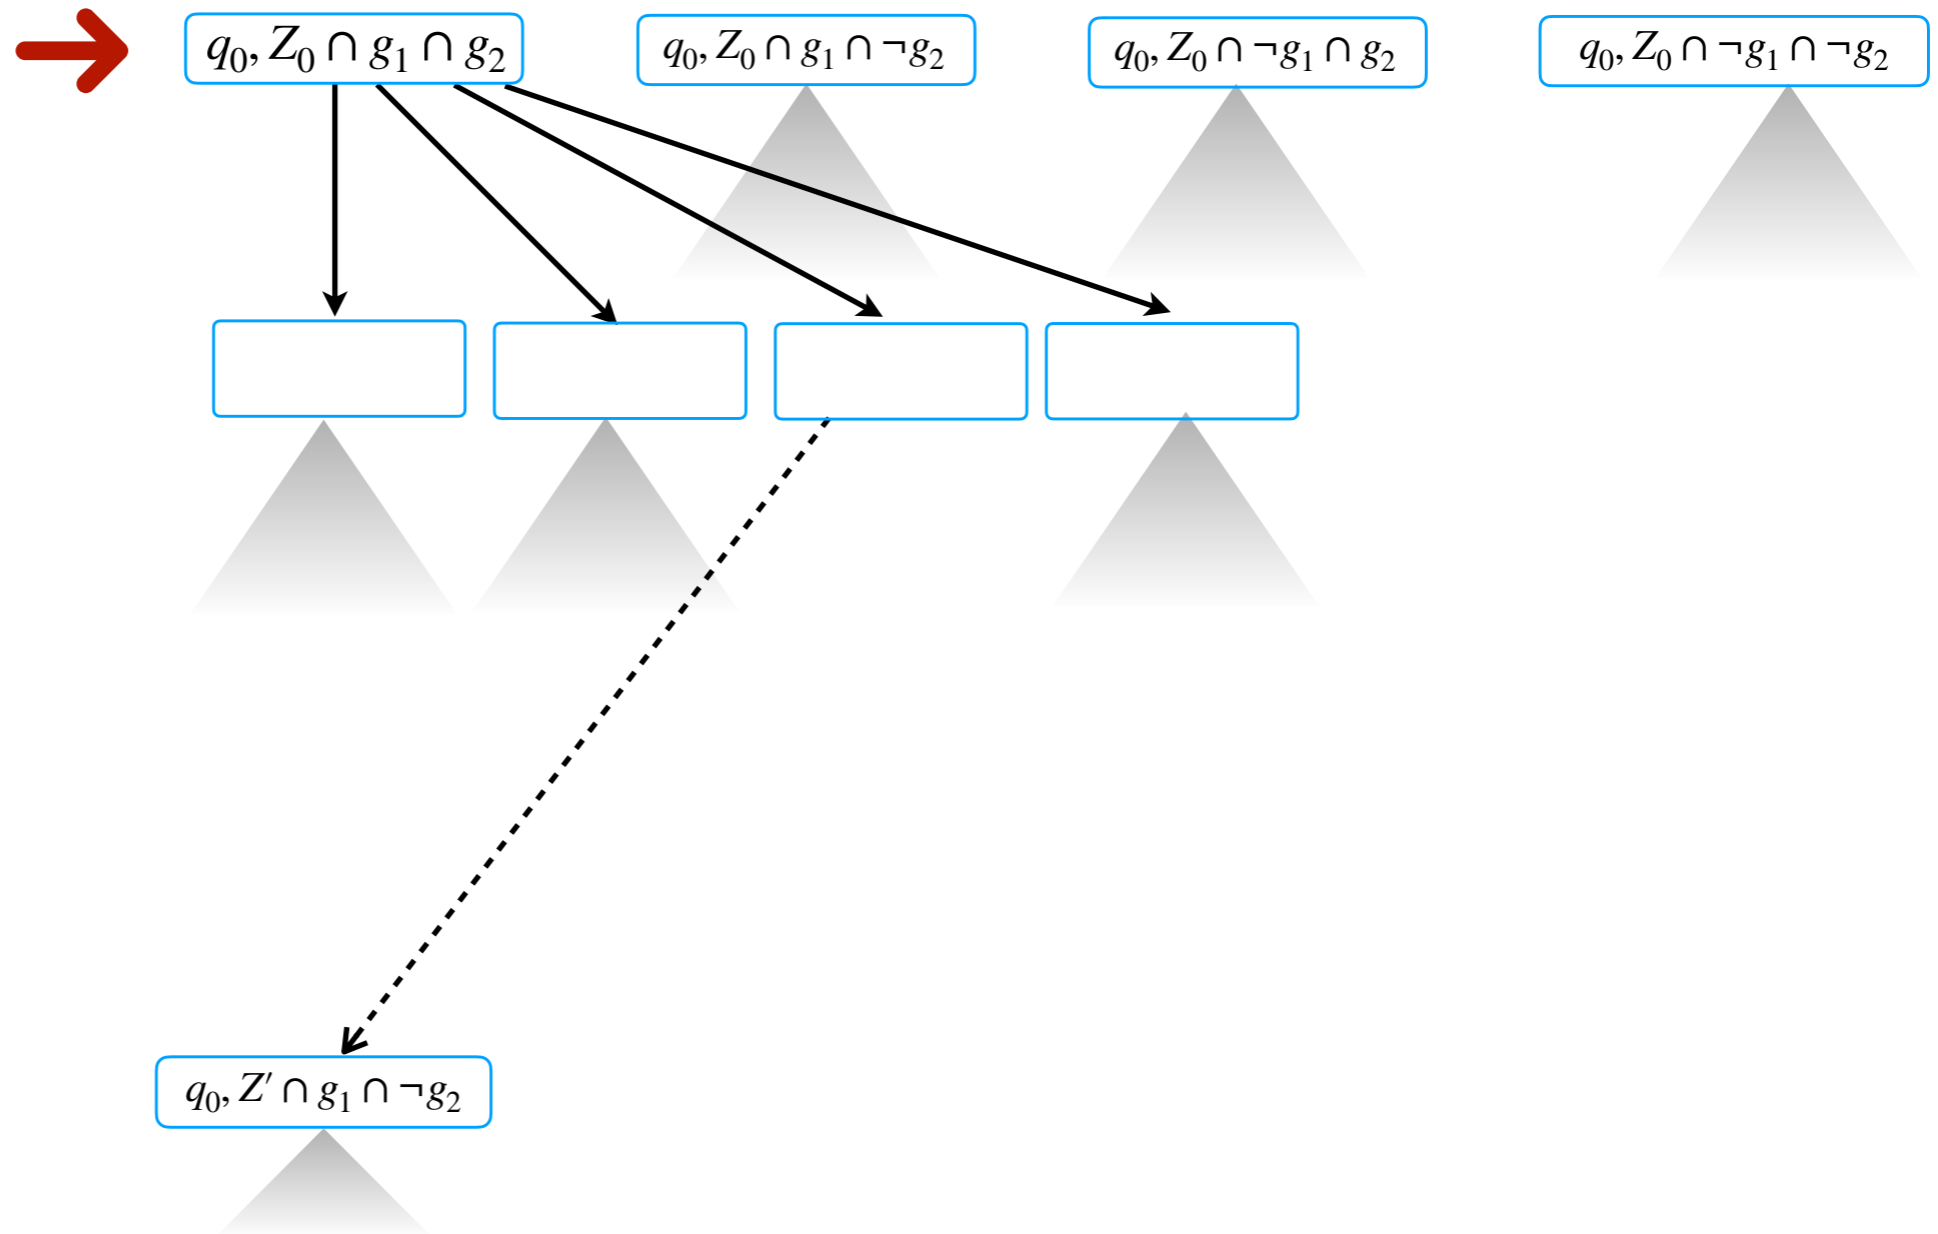 q₀, Z₀ ∩ g₁ ∩ g₂
q₀, Z₀ ∩ g₁ ∩ ¬g₂
q₀, Z₀ ∩ ¬g₁ ∩ g₂
q₀, Z₀ ∩ ¬g₁ ∩ ¬g₂
q₀, Z′ ∩ g₁ ∩ ¬g₂